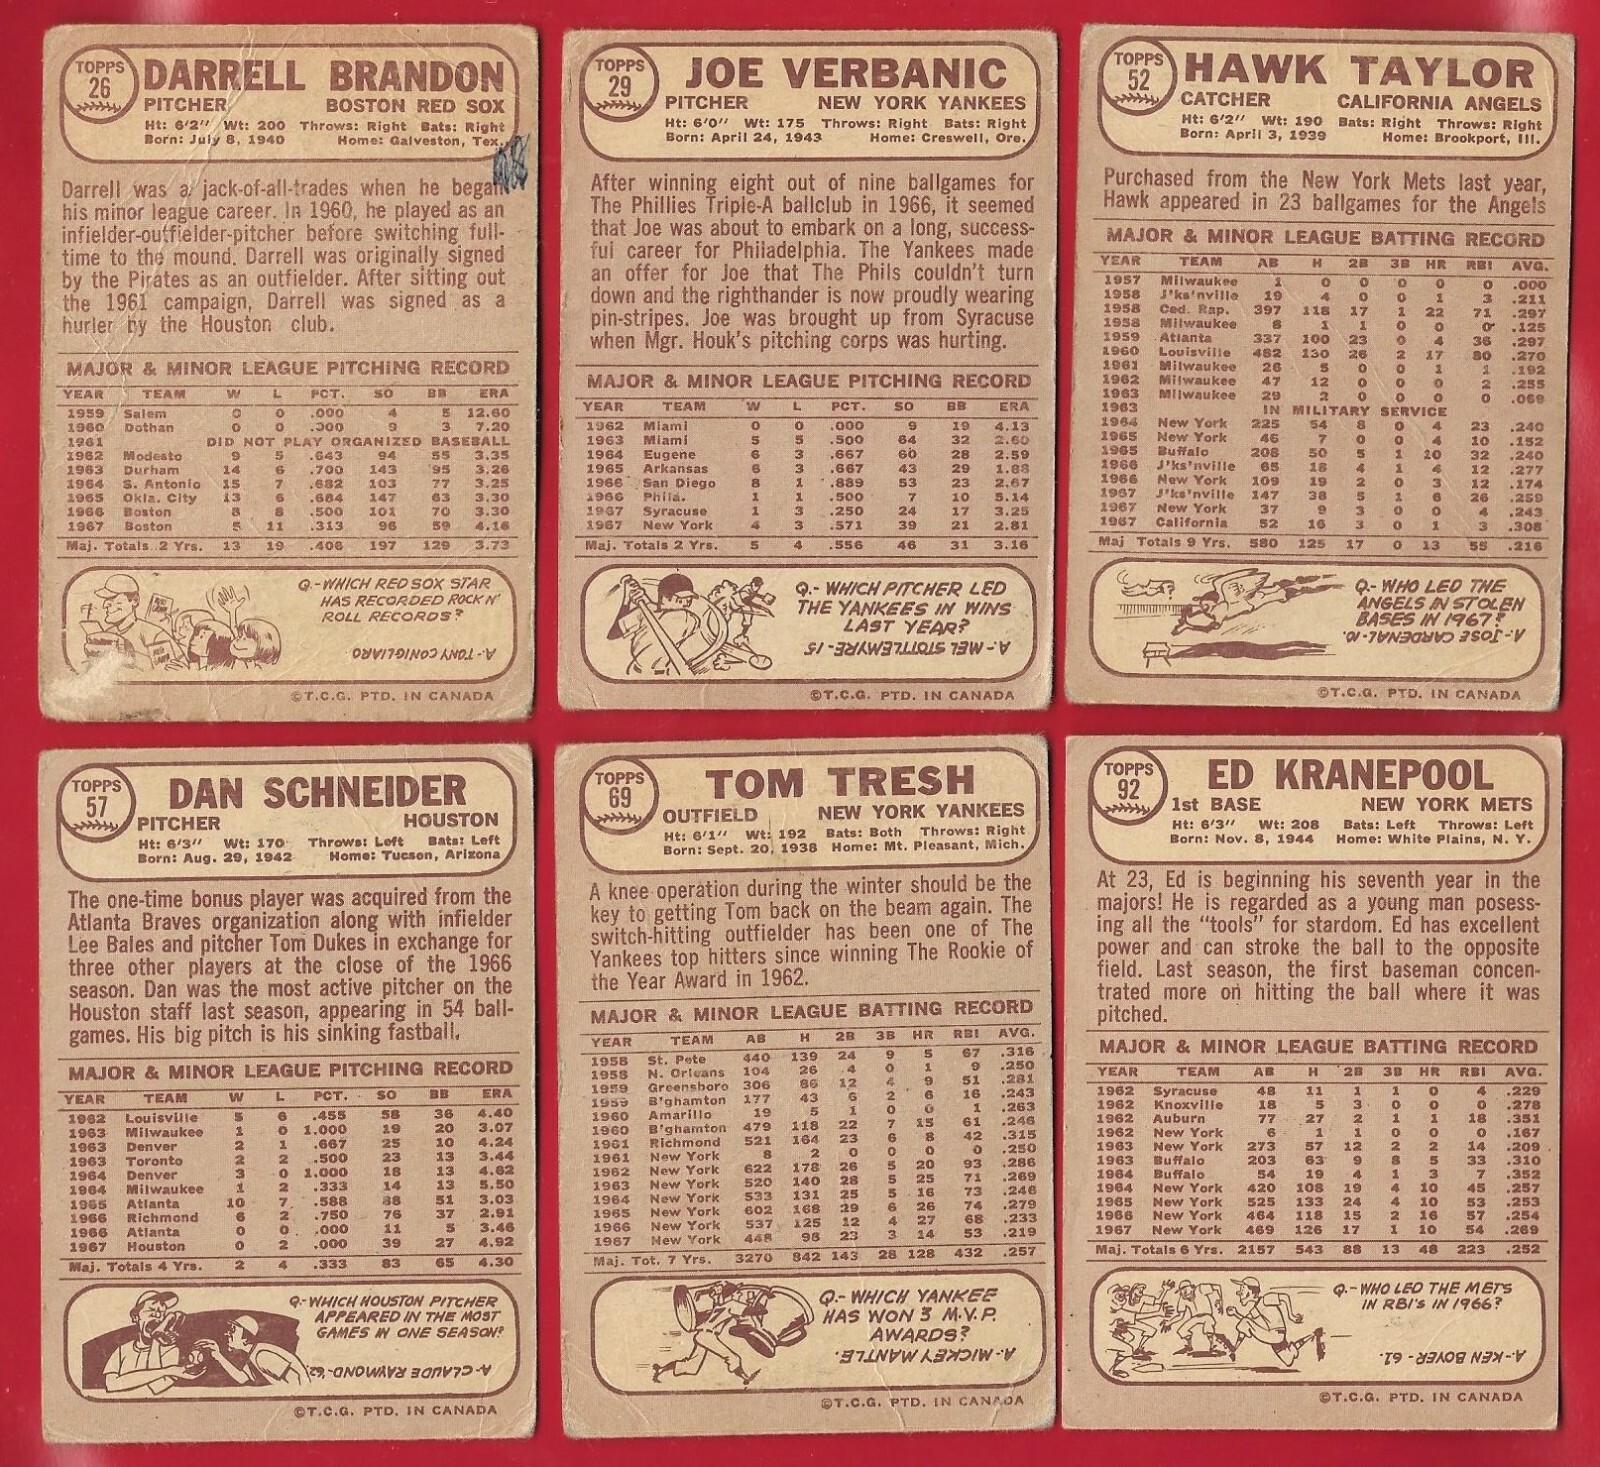 TOPPS
26
DARRELL BRANDON
PITCHER BOSTON RED SOX
Ht: 6'2" Wt: 200 Throws: Right Bats: Right
Born: July 8, 1940 Home: Galveston, Tex.
Darrell was a jack-of-all-trades when he began
his minor league career. In 1960, he played as an
infielder-outfielder-pitcher before switching full-
time to the mound. Darrell was originally signed
by the Pirates as an outfielder. After sitting out
the 1961 campaign, Darrell was signed as a
hurler by the Houston club.
MAJOR & MINOR LEAGUE PITCHING RECORD
YEAR TEAM W L PCT. SO BB ERA
1959 Salem 0 0 .000 4 5 12.60
1960 Dothan 0 0 .000 9 3 7.20
1961 DID NOT PLAY ORGANIZED BASEBALL
1962 Modesto 9 5 .643 94 55 3.35
1963 Durham 14 6 .700 143 95 3.26
1964 S. Antonio 15 7 .682 103 77 3.25
1965 Okla. City 13 6 .684 147 63 3.30
1966 Boston 8 8 .500 101 70 3.30
1967 Boston 5 11 .313 96 59 4.16
Maj. Totals 2 Yrs. 13 19 .406 197 129 3.73
Q.-WHICH RED SOX STAR
HAS RECORDED ROCK N'
ROLL RECORDS?
A.-TONY CONIGLIARO
©T.C.G. PTD. IN CANADA
TOPPS
29
JOE VERBANIC
PITCHER NEW YORK YANKEES
Ht: 6'0" Wt: 175 Throws: Right Bats: Right
Born: April 24, 1943 Home: Creswell, Ore.
After winning eight out of nine ballgames for
The Phillies Triple-A ballclub in 1966, it seemed
that Joe was about to embark on a long, success-
ful career for Philadelphia. The Yankees made
an offer for Joe that The Phils couldn't turn
down and the righthander is now proudly wearing
pin-stripes. Joe was brought up from Syracuse
when Mgr. Houk's pitching corps was hurting.
MAJOR & MINOR LEAGUE PITCHING RECORD
YEAR TEAM W L PCT. SO BB ERA
1962 Miami 0 0 .000 9 19 4.13
1963 Miami 5 5 .500 64 32 2.60
1964 Eugene 6 3 .667 60 28 2.59
1965 Arkansas 6 3 .667 43 29 1.88
1966 San Diego 8 1 .889 53 23 2.67
1966 Phila. 1 1 .500 7 10 5.14
1967 Syracuse 1 3 .250 24 17 3.25
1967 New York 4 3 .571 39 21 2.81
Maj. Totals 2 Yrs. 5 4 .556 46 31 3.16
Q.- WHICH PITCHER LED
THE YANKEES IN WINS
LAST YEAR?
A-MEL STOTTLEMYRE-15
©T.C.G. PTD. IN CANADA
TOPPS
52
HAWK TAYLOR
CATCHER CALIFORNIA ANGELS
Ht: 6'2" Wt: 190 Bats: Right Throws: Right
Born: April 3, 1939 Home: Brookport, Ill.
Purchased from the New York Mets last year,
Hawk appeared in 23 ballgames for the Angels
MAJOR & MINOR LEAGUE BATTING RECORD
YEAR TEAM AB H 2B 3B HR RBI AVG.
1957 Milwaukee 1 0 0 0 0 0 .000
1958 J'ks'nville 19 4 0 0 1 3 .211
1958 Ced. Rap. 397 118 17 1 22 71 .297
1958 Milwaukee 8 1 1 0 0 0 .125
1959 Atlanta 337 100 23 0 4 36 .297
1960 Louisville 482 130 26 2 17 80 .270
1961 Milwaukee 26 5 0 0 1 1 .192
1962 Milwaukee 47 12 0 0 0 2 .255
1963 Milwaukee 29 2 0 0 0 0 .069
1963 IN MILITARY SERVICE
1964 New York 225 54 8 0 4 23 .240
1965 New York 46 7 0 0 4 10 .152
1965 Buffalo 208 50 5 1 10 32 .240
1966 J'ks'nville 65 18 4 1 4 12 .277
1966 New York 109 19 2 0 3 12 .174
1967 J'ks'nville 147 38 5 1 6 26 .259
1967 New York 37 9 3 0 0 4 .243
1967 California 52 16 3 0 1 3 .308
Maj Totals 9 Yrs. 580 125 17 0 13 55 .216
Q.- WHO LED THE
ANGELS IN STOLEN
BASES IN 1967?
A-JOSE CARDENAL-10.
©T.C.G. PTD. IN CANADA
TOPPS
57
DAN SCHNEIDER
PITCHER HOUSTON
Ht: 6'3" Wt: 170 Throws: Left Bats: Left
Born: Aug. 29, 1942 Home: Tucson, Arizona
The one-time bonus player was acquired from the
Atlanta Braves organization along with infielder
Lee Bales and pitcher Tom Dukes in exchange for
three other players at the close of the 1966
season. Dan was the most active pitcher on the
Houston staff last season, appearing in 54 ball-
games. His big pitch is his sinking fastball.
MAJOR & MINOR LEAGUE PITCHING RECORD
YEAR TEAM W L PCT. SO BB ERA
1962 Louisville 5 6 .455 58 36 4.40
1963 Milwaukee 1 0 1.000 19 20 3.07
1963 Denver 2 1 .667 25 10 4.24
1963 Toronto 2 2 .500 23 13 3.44
1964 Denver 3 0 1.000 18 13 4.62
1964 Milwaukee 1 2 .333 14 13 5.50
1965 Atlanta 10 7 .588 88 51 3.03
1966 Richmond 6 2 .750 76 37 2.91
1966 Atlanta 0 0 .000 11 5 3.46
1967 Houston 0 2 .000 39 27 4.92
Maj. Totals 4 Yrs. 2 4 .333 83 65 4.30
Q-WHICH HOUSTON PITCHER
APPEARED IN THE MOST
GAMES IN ONE SEASON?
A-CLAUDE RAYMOND-62
©T.C.G. PTD. IN CANADA
TOPPS
69
TOM TRESH
OUTFIELD NEW YORK YANKEES
Ht: 6'1" Wt: 192 Bats: Both Throws: Right
Born: Sept. 20, 1938 Home: Mt. Pleasant, Mich.
A knee operation during the winter should be the
key to getting Tom back on the beam again. The
switch-hitting outfielder has been one of The
Yankees top hitters since winning The Rookie of
the Year Award in 1962.
MAJOR & MINOR LEAGUE BATTING RECORD
YEAR TEAM AB H 2B 3B HR RBI AVG.
1958 St. Pete 440 139 24 9 5 67 .316
1958 N. Orleans 104 26 4 0 1 9 .250
1959 Greensboro 306 86 12 4 9 51 .281
1959 B'ghamton 177 43 6 2 6 16 .243
1960 Amarillo 19 5 1 0 0 1 .263
1960 B'ghamton 479 118 22 7 15 61 .246
1961 Richmond 521 164 23 6 8 42 .315
1961 New York 8 2 0 0 0 0 .250
1962 New York 622 178 26 5 20 93 .286
1963 New York 520 140 28 5 25 71 .269
1964 New York 533 131 25 5 16 73 .246
1965 New York 602 168 29 6 26 74 .279
1966 New York 537 125 12 4 27 68 .233
1967 New York 448 98 23 3 14 53 .219
Maj. Tot. 7 Yrs. 3270 842 143 28 128 432 .257
Q.- WHICH YANKEE
HAS WON 3 M.V.P.
AWARDS?
A.-MICKEY MANTLE.
©T.C.G. PTD. IN CANADA
TOPPS
92
ED KRANEPOOL
1st BASE NEW YORK METS
Ht: 6'3" Wt: 208 Bats: Left Throws: Left
Born: Nov. 8, 1944 Home: White Plains, N. Y.
At 23, Ed is beginning his seventh year in the
majors! He is regarded as a young man posess-
ing all the "tools" for stardom. Ed has excellent
power and can stroke the ball to the opposite
field. Last season, the first baseman concen-
trated more on hitting the ball where it was
pitched.
MAJOR & MINOR LEAGUE BATTING RECORD
YEAR TEAM AB H 2B 3B HR RBI AVG.
1962 Syracuse 48 11 1 1 0 4 .229
1962 Knoxville 18 5 3 0 0 0 .278
1962 Auburn 77 27 2 1 1 18 .351
1962 New York 6 1 1 0 0 0 .167
1963 New York 273 57 12 2 2 14 .209
1963 Buffalo 203 63 9 8 5 33 .310
1964 Buffalo 54 19 4 1 3 7 .352
1964 New York 420 108 19 4 10 45 .257
1965 New York 525 133 24 4 10 53 .253
1966 New York 464 118 15 2 16 57 .254
1967 New York 469 126 17 1 10 54 .269
Maj. Totals 6 Yrs. 2157 543 88 13 48 223 .252
Q.-WHO LED THE METS
IN RBI'S IN 1966?
A-KEN BOYER-61.
©T.C.G. PTD. IN CANADA